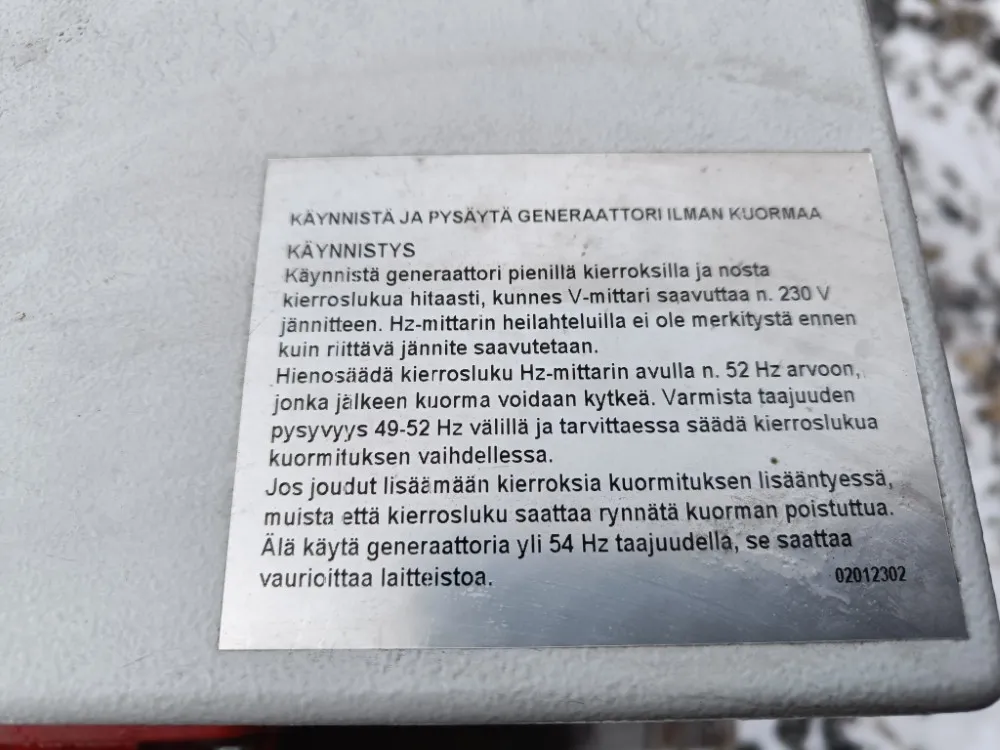 KÄYNNISTÄ JA PYSÄYTÄ GENERAATTORI ILMAN KUORMAA
KÄYNNISTYS
Käynnistä generaattori pienillä kierroksilla ja nosta
kierroslukua hitaasti, kunnes V-mittari saavuttaa n. 230 V
jännitteen. Hz-mittarin heilahteluilla ei ole merkitystä ennen
kuin riittävä jännite saavutetaan.
Hienosäädä kierrosluku Hz-mittarin avulla n. 52 Hz arvoon,
jonka jälkeen kuorma voidaan kytkeä. Varmista taajuuden
pysyvyys 49-52 Hz välillä ja tarvittaessa säädä kierroslukua
kuormituksen vaihdellessa.
Jos joudut lisäämään kierroksia kuormituksen lisääntyessä,
muista että kierrosluku saattaa rynnätä kuorman poistuttua.
Älä käytä generaattoria yli 54 Hz taajuudella, se saattaa
vaurioittaa laitteistoa.
02012302